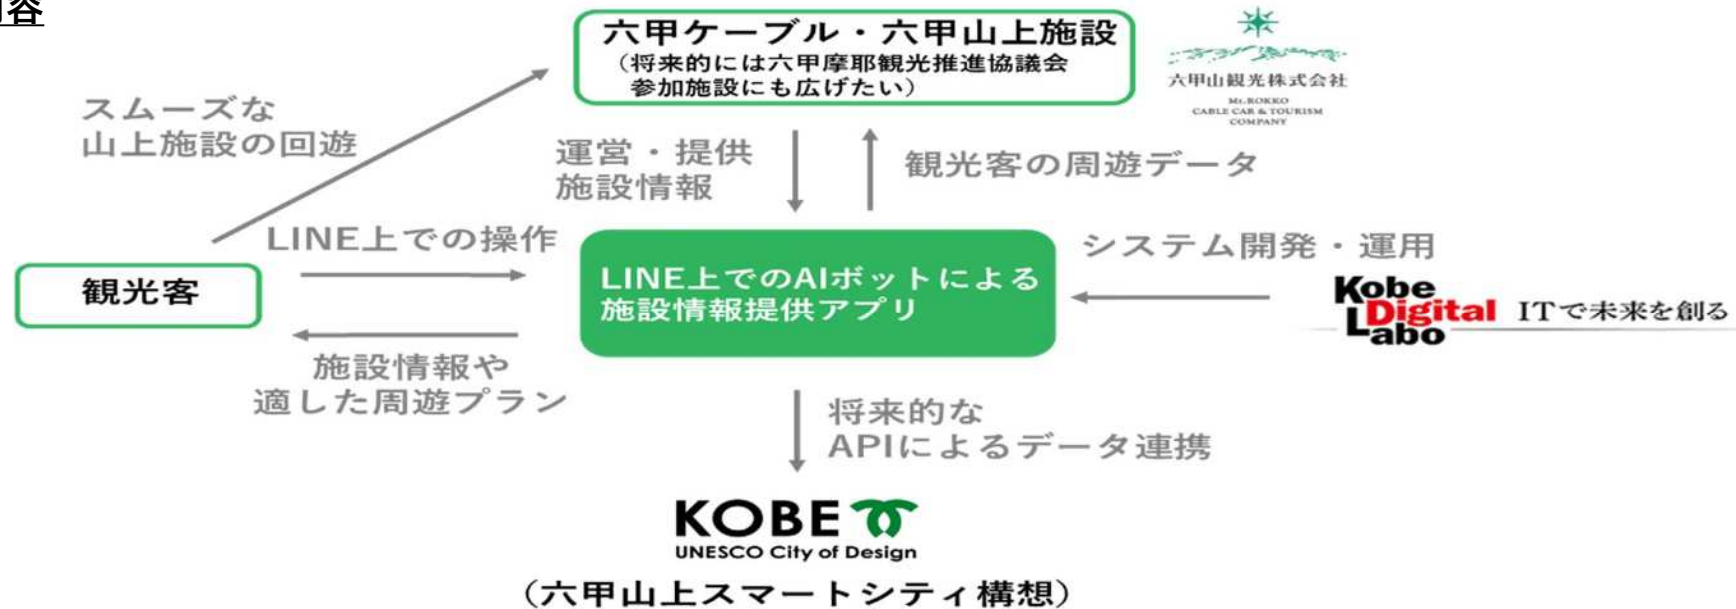 内容
六甲ケーブル・六甲山上施設
（将来的には六甲摩耶観光推進協議会
参加施設にも広げたい）
六甲山観光株式会社
Mt.ROKKO
CABLE CAR & TOURISM
COMPANY
スムーズな
山上施設の回遊
運営・提供
施設情報
観光客の周遊データ
LINE上での操作
システム開発・運用
観光客
LINE上でのAIボットによる
施設情報提供アプリ
Kobe
Digital
Labo
ITで未来を創る
施設情報や
適した周遊プラン
将来的な
APIによるデータ連携
KOBE
UNESCO City of Design
（六甲山上スマートシティ構想）